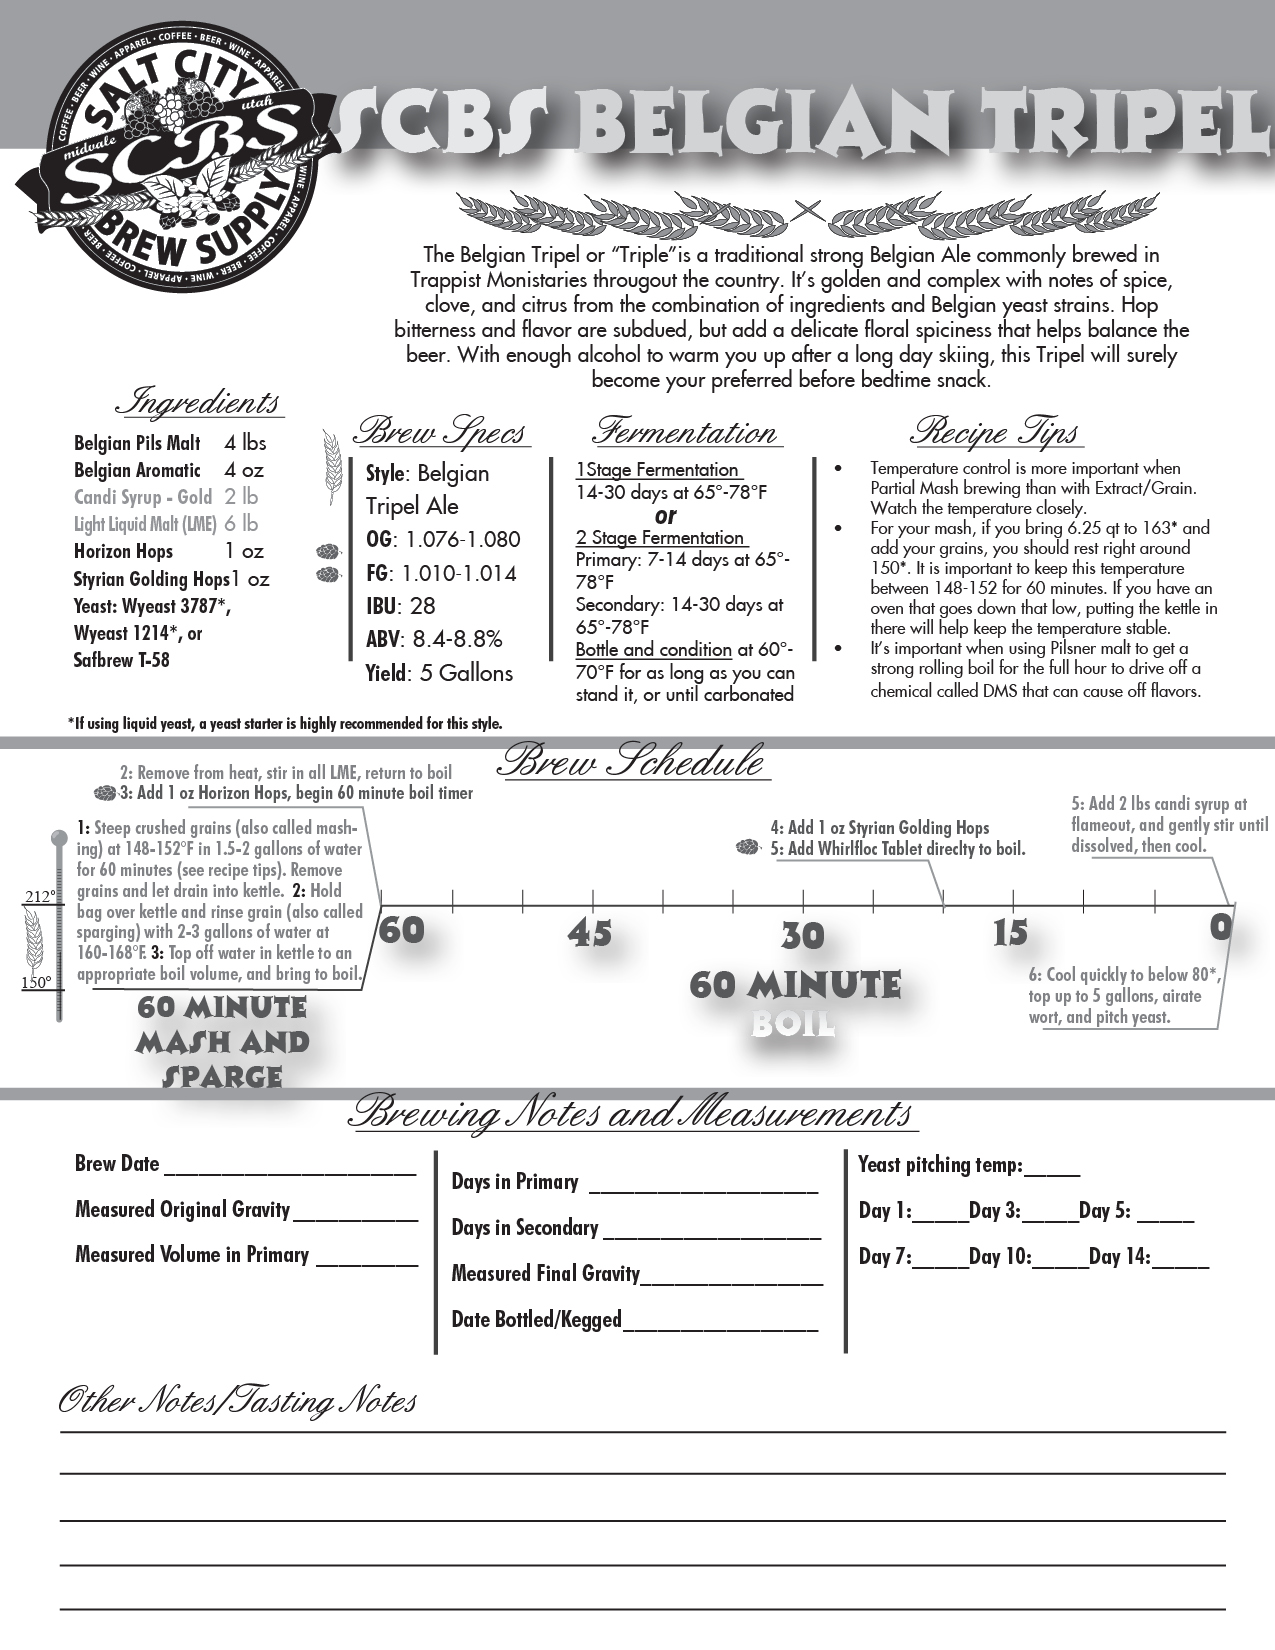 COFFEE · BEER · WINE · APPAREL · COFFEE · BEER · WINE · APPAREL
SALT CITY
midvale SCBS utah
BREW SUPPLY
WINE · APPAREL · COFFEE · BEER · WINE · APPAREL · COFFEE · BEER
SCBS BELGIAN TRIPEL
The Belgian Tripel or “Triple”is a traditional strong Belgian Ale commonly brewed in
Trappist Monistaries througout the country. It’s golden and complex with notes of spice,
clove, and citrus from the combination of ingredients and Belgian yeast strains. Hop
bitterness and flavor are subdued, but add a delicate floral spiciness that helps balance the
beer. With enough alcohol to warm you up after a long day skiing, this Tripel will surely
become your preferred before bedtime snack.
Ingredients
Belgian Pils Malt 4 lbs
Belgian Aromatic 4 oz
Candi Syrup - Gold 2 lb
Light Liquid Malt (LME) 6 lb
Horizon Hops 1 oz
Styrian Golding Hops1 oz
Yeast: Wyeast 3787*,
Wyeast 1214*, or
Safbrew T-58
*If using liquid yeast, a yeast starter is highly recommended for this style.
Brew Specs
Style: Belgian
Tripel Ale
OG: 1.076-1.080
FG: 1.010-1.014
IBU: 28
ABV: 8.4-8.8%
Yield: 5 Gallons
Fermentation
1Stage Fermentation
14-30 days at 65°-78°F
or
2 Stage Fermentation
Primary: 7-14 days at 65°-
78°F
Secondary: 14-30 days at
65°-78°F
Bottle and condition at 60°-
70°F for as long as you can
stand it, or until carbonated
Recipe Tips
• Temperature control is more important when
Partial Mash brewing than with Extract/Grain.
Watch the temperature closely.
• For your mash, if you bring 6.25 qt to 163* and
add your grains, you should rest right around
150*. It is important to keep this temperature
between 148-152 for 60 minutes. If you have an
oven that goes down that low, putting the kettle in
there will help keep the temperature stable.
• It’s important when using Pilsner malt to get a
strong rolling boil for the full hour to drive off a
chemical called DMS that can cause off flavors.
Brew Schedule
2: Remove from heat, stir in all LME, return to boil
3: Add 1 oz Horizon Hops, begin 60 minute boil timer
1: Steep crushed grains (also called mash-
ing) at 148-152°F in 1.5-2 gallons of water
for 60 minutes (see recipe tips). Remove
grains and let drain into kettle. 2: Hold
bag over kettle and rinse grain (also called
sparging) with 2-3 gallons of water at
160-168°F. 3: Top off water in kettle to an
appropriate boil volume, and bring to boil.
212°
150°
60 MINUTE
MASH AND
SPARGE
4: Add 1 oz Styrian Golding Hops
5: Add Whirlfloc Tablet direclty to boil.
5: Add 2 lbs candi syrup at
flameout, and gently stir until
dissolved, then cool.
60 45 30 15 0
60 MINUTE
BOIL
6: Cool quickly to below 80*,
top up to 5 gallons, airate
wort, and pitch yeast.
Brewing Notes and Measurements
Brew Date ______________________
Measured Original Gravity___________
Measured Volume in Primary _________
Days in Primary ____________________
Days in Secondary ___________________
Measured Final Gravity________________
Date Bottled/Kegged_________________
Yeast pitching temp:_____
Day 1:_____Day 3:_____Day 5: _____
Day 7:_____Day 10:_____Day 14:_____
Other Notes/Tasting Notes